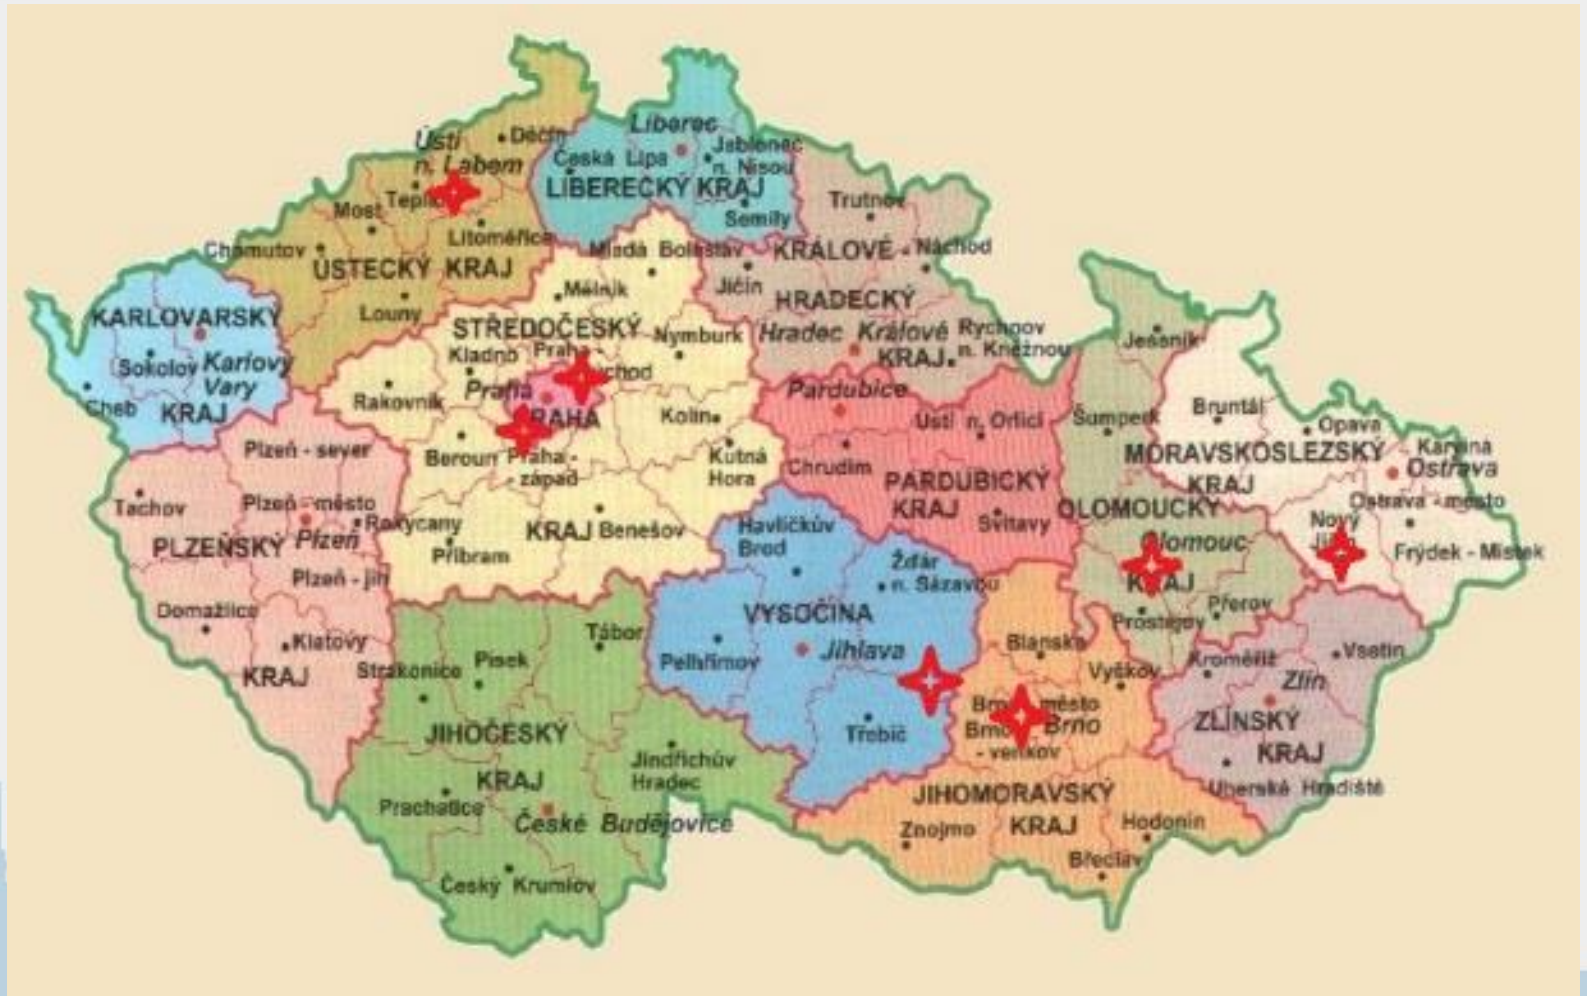 Ústí
n. Labem
Děčín
Most
Litoměřice
Chomutov
ÚSTECKÝ KRAJ
Louny
Liberec
Česká Lípa
Jablonec
n. Nisou
LIBERECKÝ KRAJ
Semily
Trutnov
KRÁLOVÉ -
Náchod
Jičín
HRADECKÝ
Hradec Králové
Rychnov
n. Kněžnou
KRAJ
KARLOVARSKÝ
Sokolov
Karlovy
Vary
Cheb
KRAJ
Mladá Boleslav
Mělník
STŘEDOČESKÝ
Nymburk
Kladno
Praha -
Praha
Rakovník
Kolín
Beroun
Praha -
- západ
Kutná
Hora
KRAJ
Benešov
Příbram
Plzeň - sever
Tachov
Plzeň - město
Rokycany
PLZEŇSKÝ
Plzeň
Plzeň - jih
Domažlice
Klatovy
KRAJ
Pardubice
Ústí n. Orlicí
Chrudim
PARDUBICKÝ
KRAJ
Svitavy
Jeseník
Šumperk
OLOMOUCKÝ
Olomouc
Prostějov
Přerov
Bruntál
Opava
Karviná
MORAVSKOSLEZSKÝ
Ostrava
KRAJ
Ostrava - město
Nový
Frýdek - Místek
Havlíčkův
Brod
Žďár
n. Sázavou
VYSOČINA
Pelhřimov
Jihlava
Třebíč
Tábor
Písek
Strakonice
JIHOČESKÝ
KRAJ
Jindřichův
Hradec
Prachatice
České Budějovice
Český Krumlov
Blansko
Vyškov
město
Brno
JIHOMORAVSKÝ
KRAJ
Znojmo
Hodonín
Břeclav
Kroměříž
Vsetín
Zlín
ZLÍNSKÝ
KRAJ
Uherské Hradiště